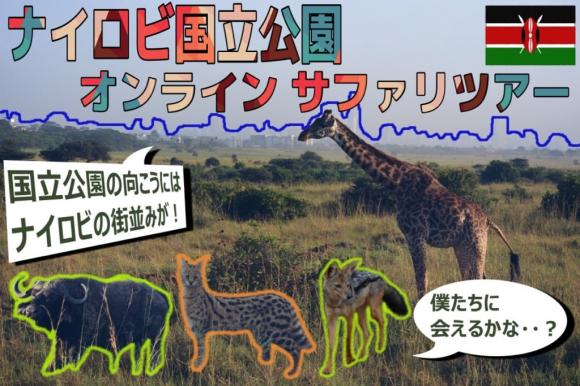 ナイロビ国立公園
オンライン サファリツアー
国立公園の向こうには
ナイロビの街並みが！
僕たちに
会えるかな‥？